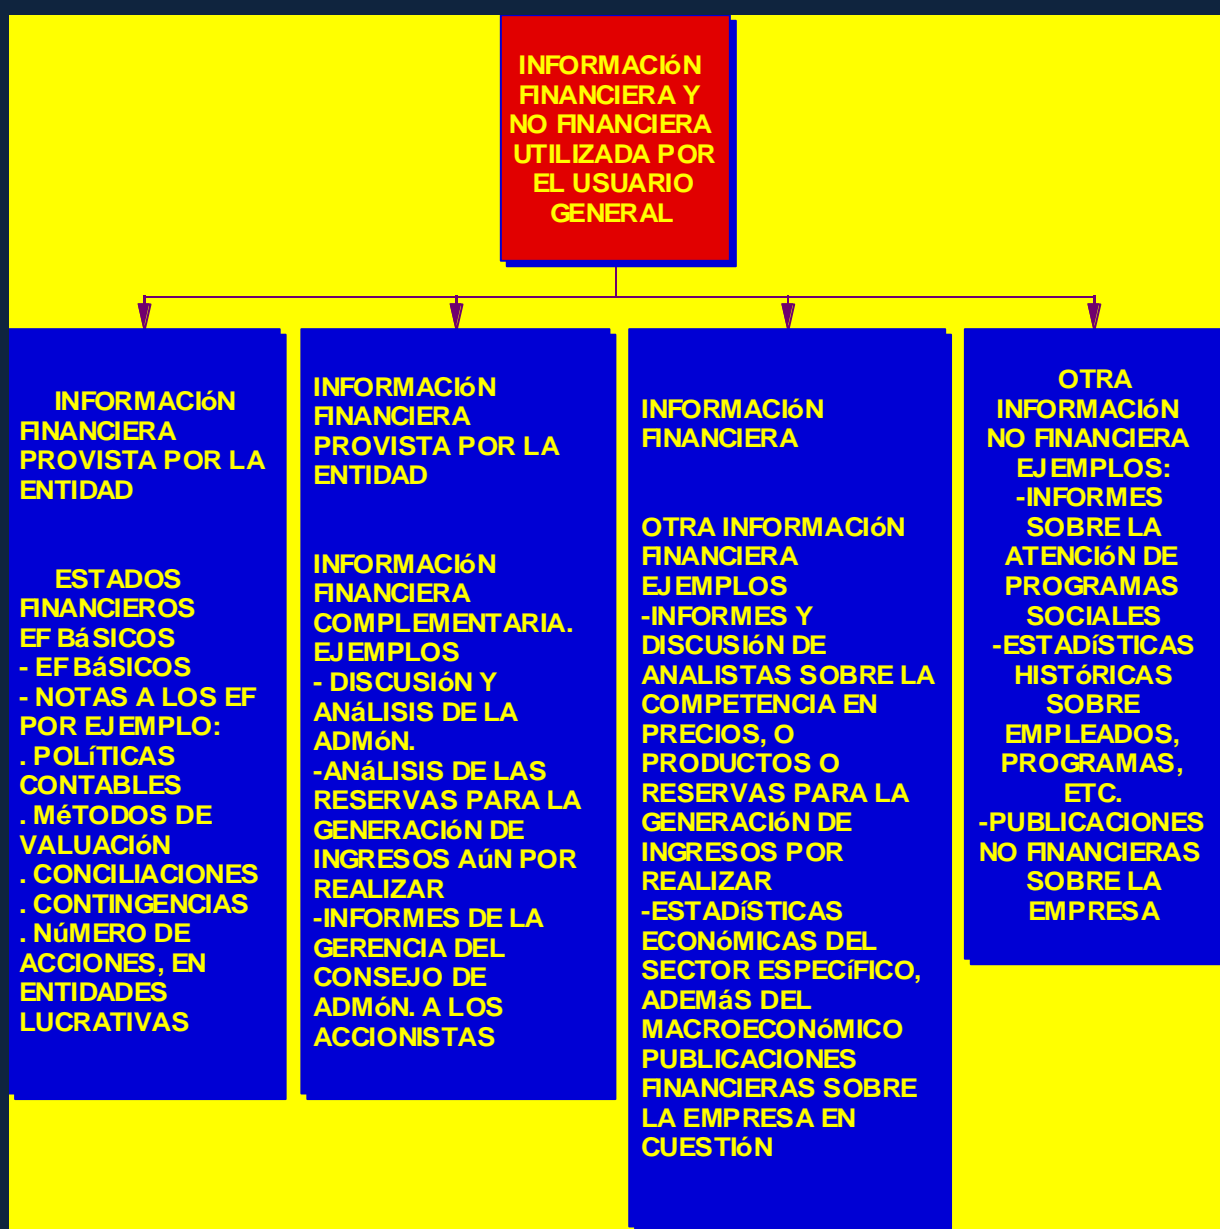 INFORMACIóN
FINANCIERA Y
NO FINANCIERA
UTILIZADA POR
EL USUARIO
GENERAL
INFORMACIóN
FINANCIERA
PROVISTA POR LA
ENTIDAD
ESTADOS
FINANCIEROS
EF BáSICOS
- EF BáSICOS
- NOTAS A LOS EF
POR EJEMPLO:
. POLíTICAS
CONTABLES
. MéTODOS DE
VALUACIóN
. CONCILIACIONES
. CONTINGENCIAS
. NúMERO DE
ACCIONES, EN
ENTIDADES
LUCRATIVAS
INFORMACIóN
FINANCIERA
PROVISTA POR LA
ENTIDAD
INFORMACIóN
FINANCIERA
COMPLEMENTARIA.
EJEMPLOS
- DISCUSIóN Y
ANáLISIS DE LA
ADMóN.
-ANáLISIS DE LAS
RESERVAS PARA LA
GENERACIóN DE
INGRESOS AúN POR
REALIZAR
-INFORMES DE LA
GERENCIA DEL
CONSEJO DE
ADMóN. A LOS
ACCIONISTAS
INFORMACIóN
FINANCIERA
OTRA INFORMACIóN
FINANCIERA
EJEMPLOS
-INFORMES Y
DISCUSIóN DE
ANALISTAS SOBRE LA
COMPETENCIA EN
PRECIOS, O
PRODUCTOS O
RESERVAS PARA LA
GENERACIóN DE
INGRESOS POR
REALIZAR
-ESTADíSTICAS
ECONóMICAS DEL
SECTOR ESPECíFICO,
ADEMáS DEL
MACROECONóMICO
PUBLICACIONES
FINANCIERAS SOBRE
LA EMPRESA EN
CUESTIóN
OTRA
INFORMACIóN
NO FINANCIERA
EJEMPLOS:
-INFORMES
SOBRE LA
ATENCIóN DE
PROGRAMAS
SOCIALES
-ESTADíSTICAS
HISTóRICAS
SOBRE
EMPLEADOS,
PROGRAMAS,
ETC.
-PUBLICACIONES
NO FINANCIERAS
SOBRE LA
EMPRESA